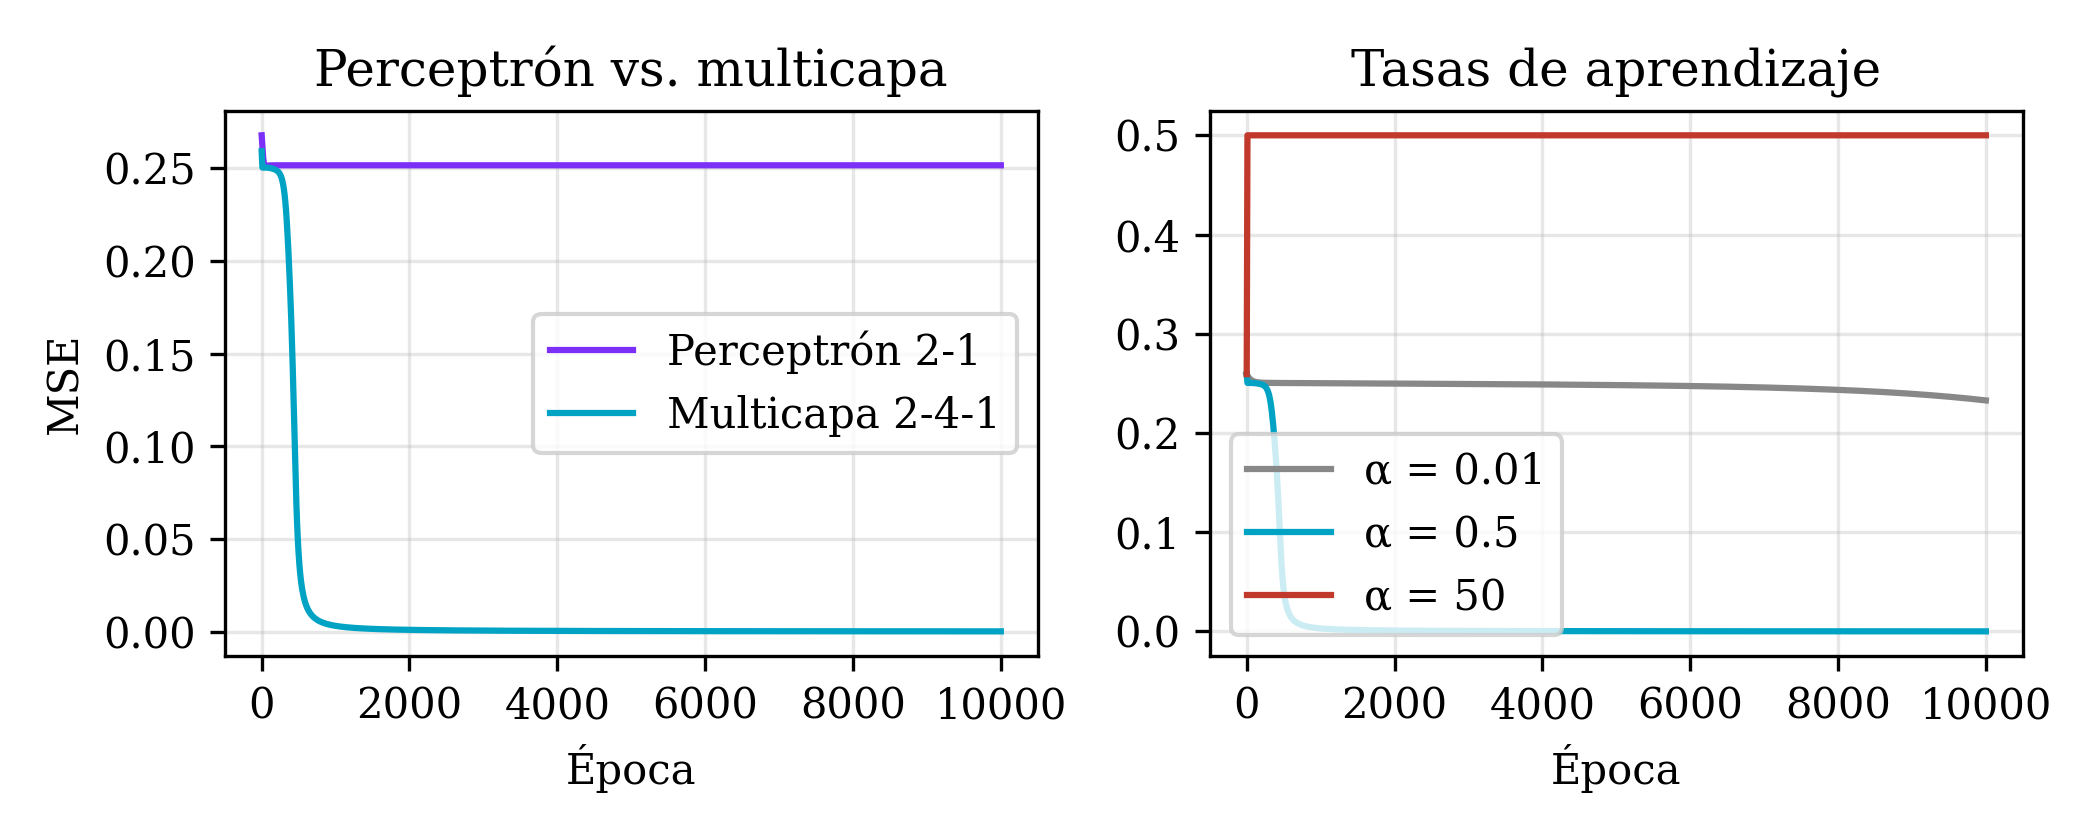 Perceptrón vs. multicapa
MSE
0.25
0.20
0.15
0.10
0.05
0.00
Perceptrón 2-1
Multicapa 2-4-1
0 2000 4000 6000 8000 10000
Época
Tasas de aprendizaje
0.5
0.4
0.3
0.2
0.1
0.0
α = 0.01
α = 0.5
α = 50
0 2000 4000 6000 8000 10000
Época